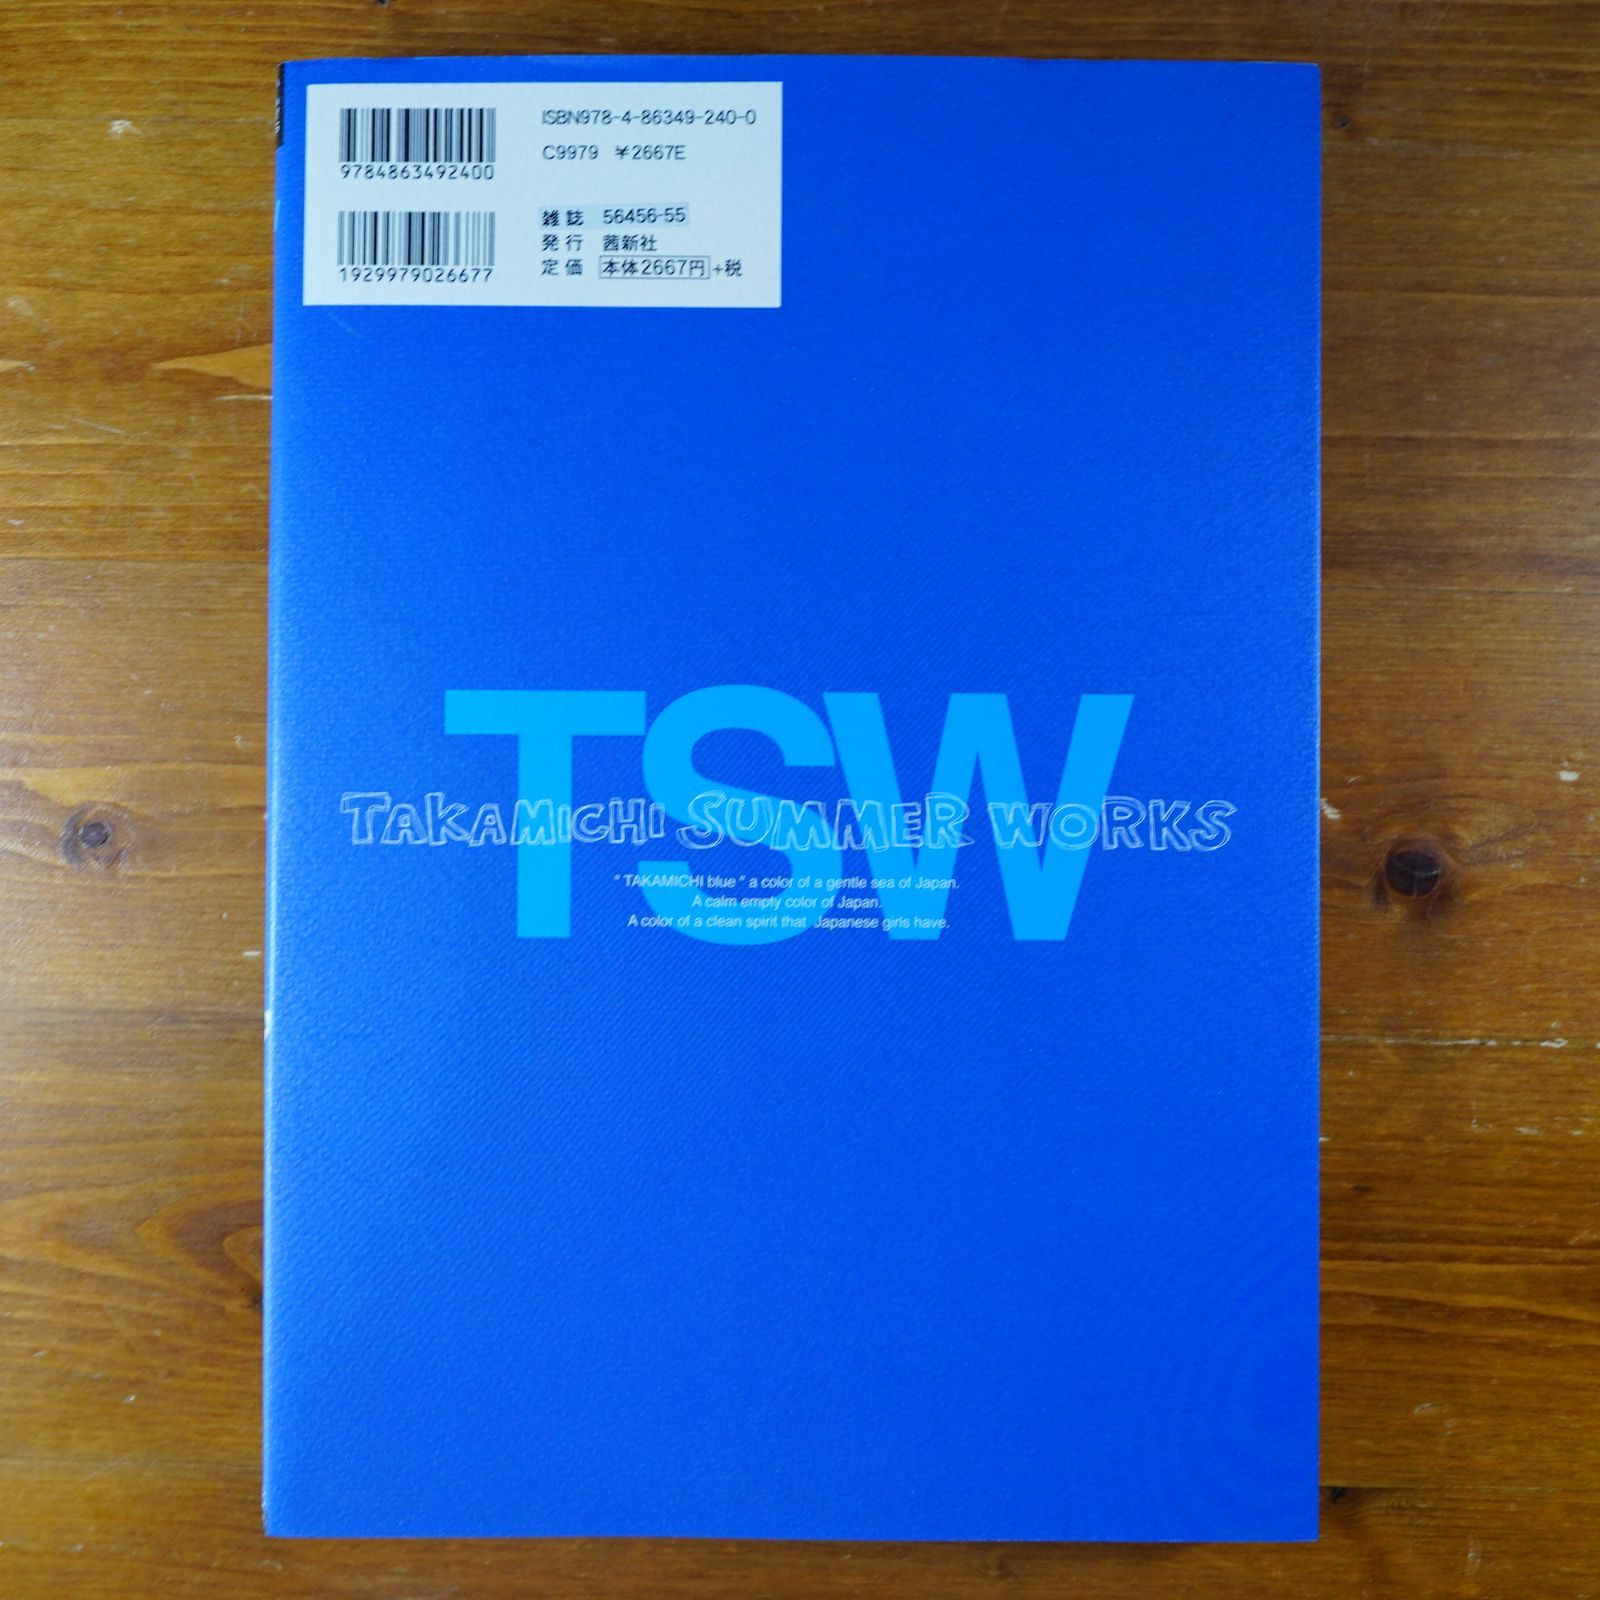 ISBN978-4-86349-240-0
C9979 ¥2667E
9784863492400
雑誌 56456-55
発行 茜新社
定価 本体2667円+税
1929979026677
TSW
TAKAMICHI SUMMER WORKS
" TAKAMICHI blue " a color of a gentle sea of Japan.
A calm empty color of Japan.
A color of a clean spirit that Japanese girls have.